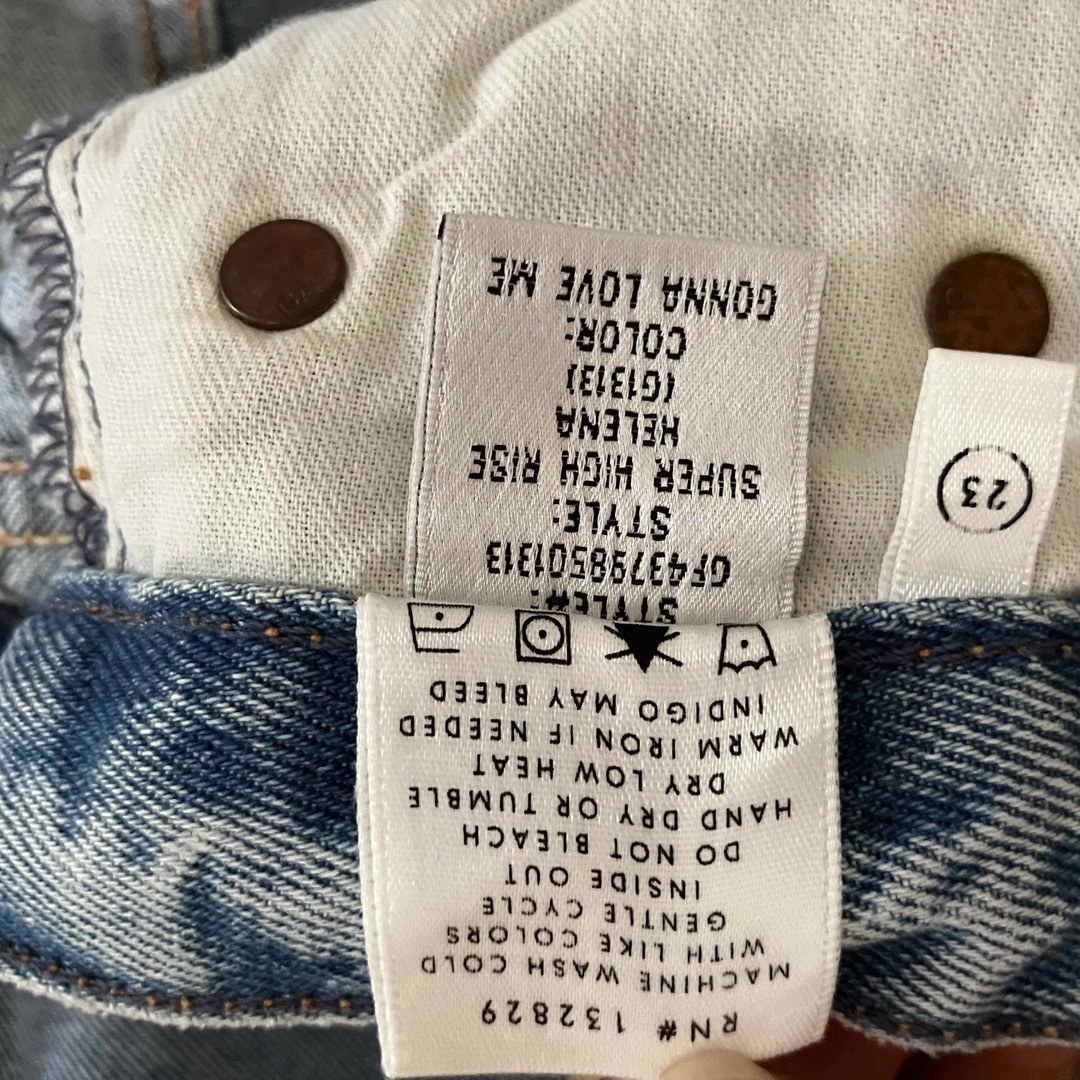 RN# 132829
MACHINE WASH COLD
WITH LIKE COLORS
GENTLE CYCLE
INSIDE OUT
DO NOT BLEACH
HAND DRY OR TUMBLE
DRY LOW HEAT
WARM IRON IF NEEDED
INDIGO MAY BLEED
STYLE#:
GF43798501313
STYLE:
SUPER HIGH RISE
HELENA
(G1313)
COLOR:
GONNA LOVE ME
23